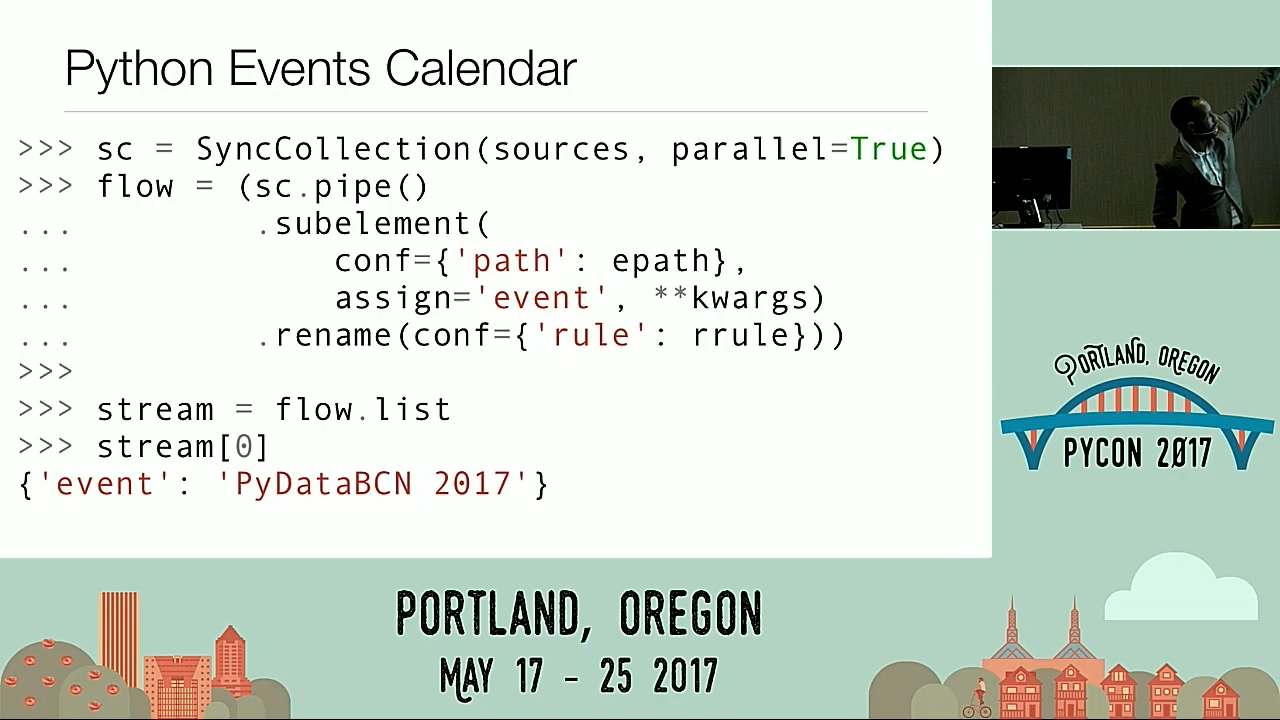 Python Events Calendar
>>> sc = SyncCollection(sources, parallel=True)
>>> flow = (sc.pipe()
...         .subelement(
...             conf={'path': epath},
...             assign='event', **kwargs)
...         .rename(conf={'rule': rrule}))
>>>
>>> stream = flow.list
>>> stream[0]
{'event': 'PyDataBCN 2017'}
PORTLAND, OREGON
PYCON 2017
PORTLAND, OREGON
MAY 17 - 25 2017